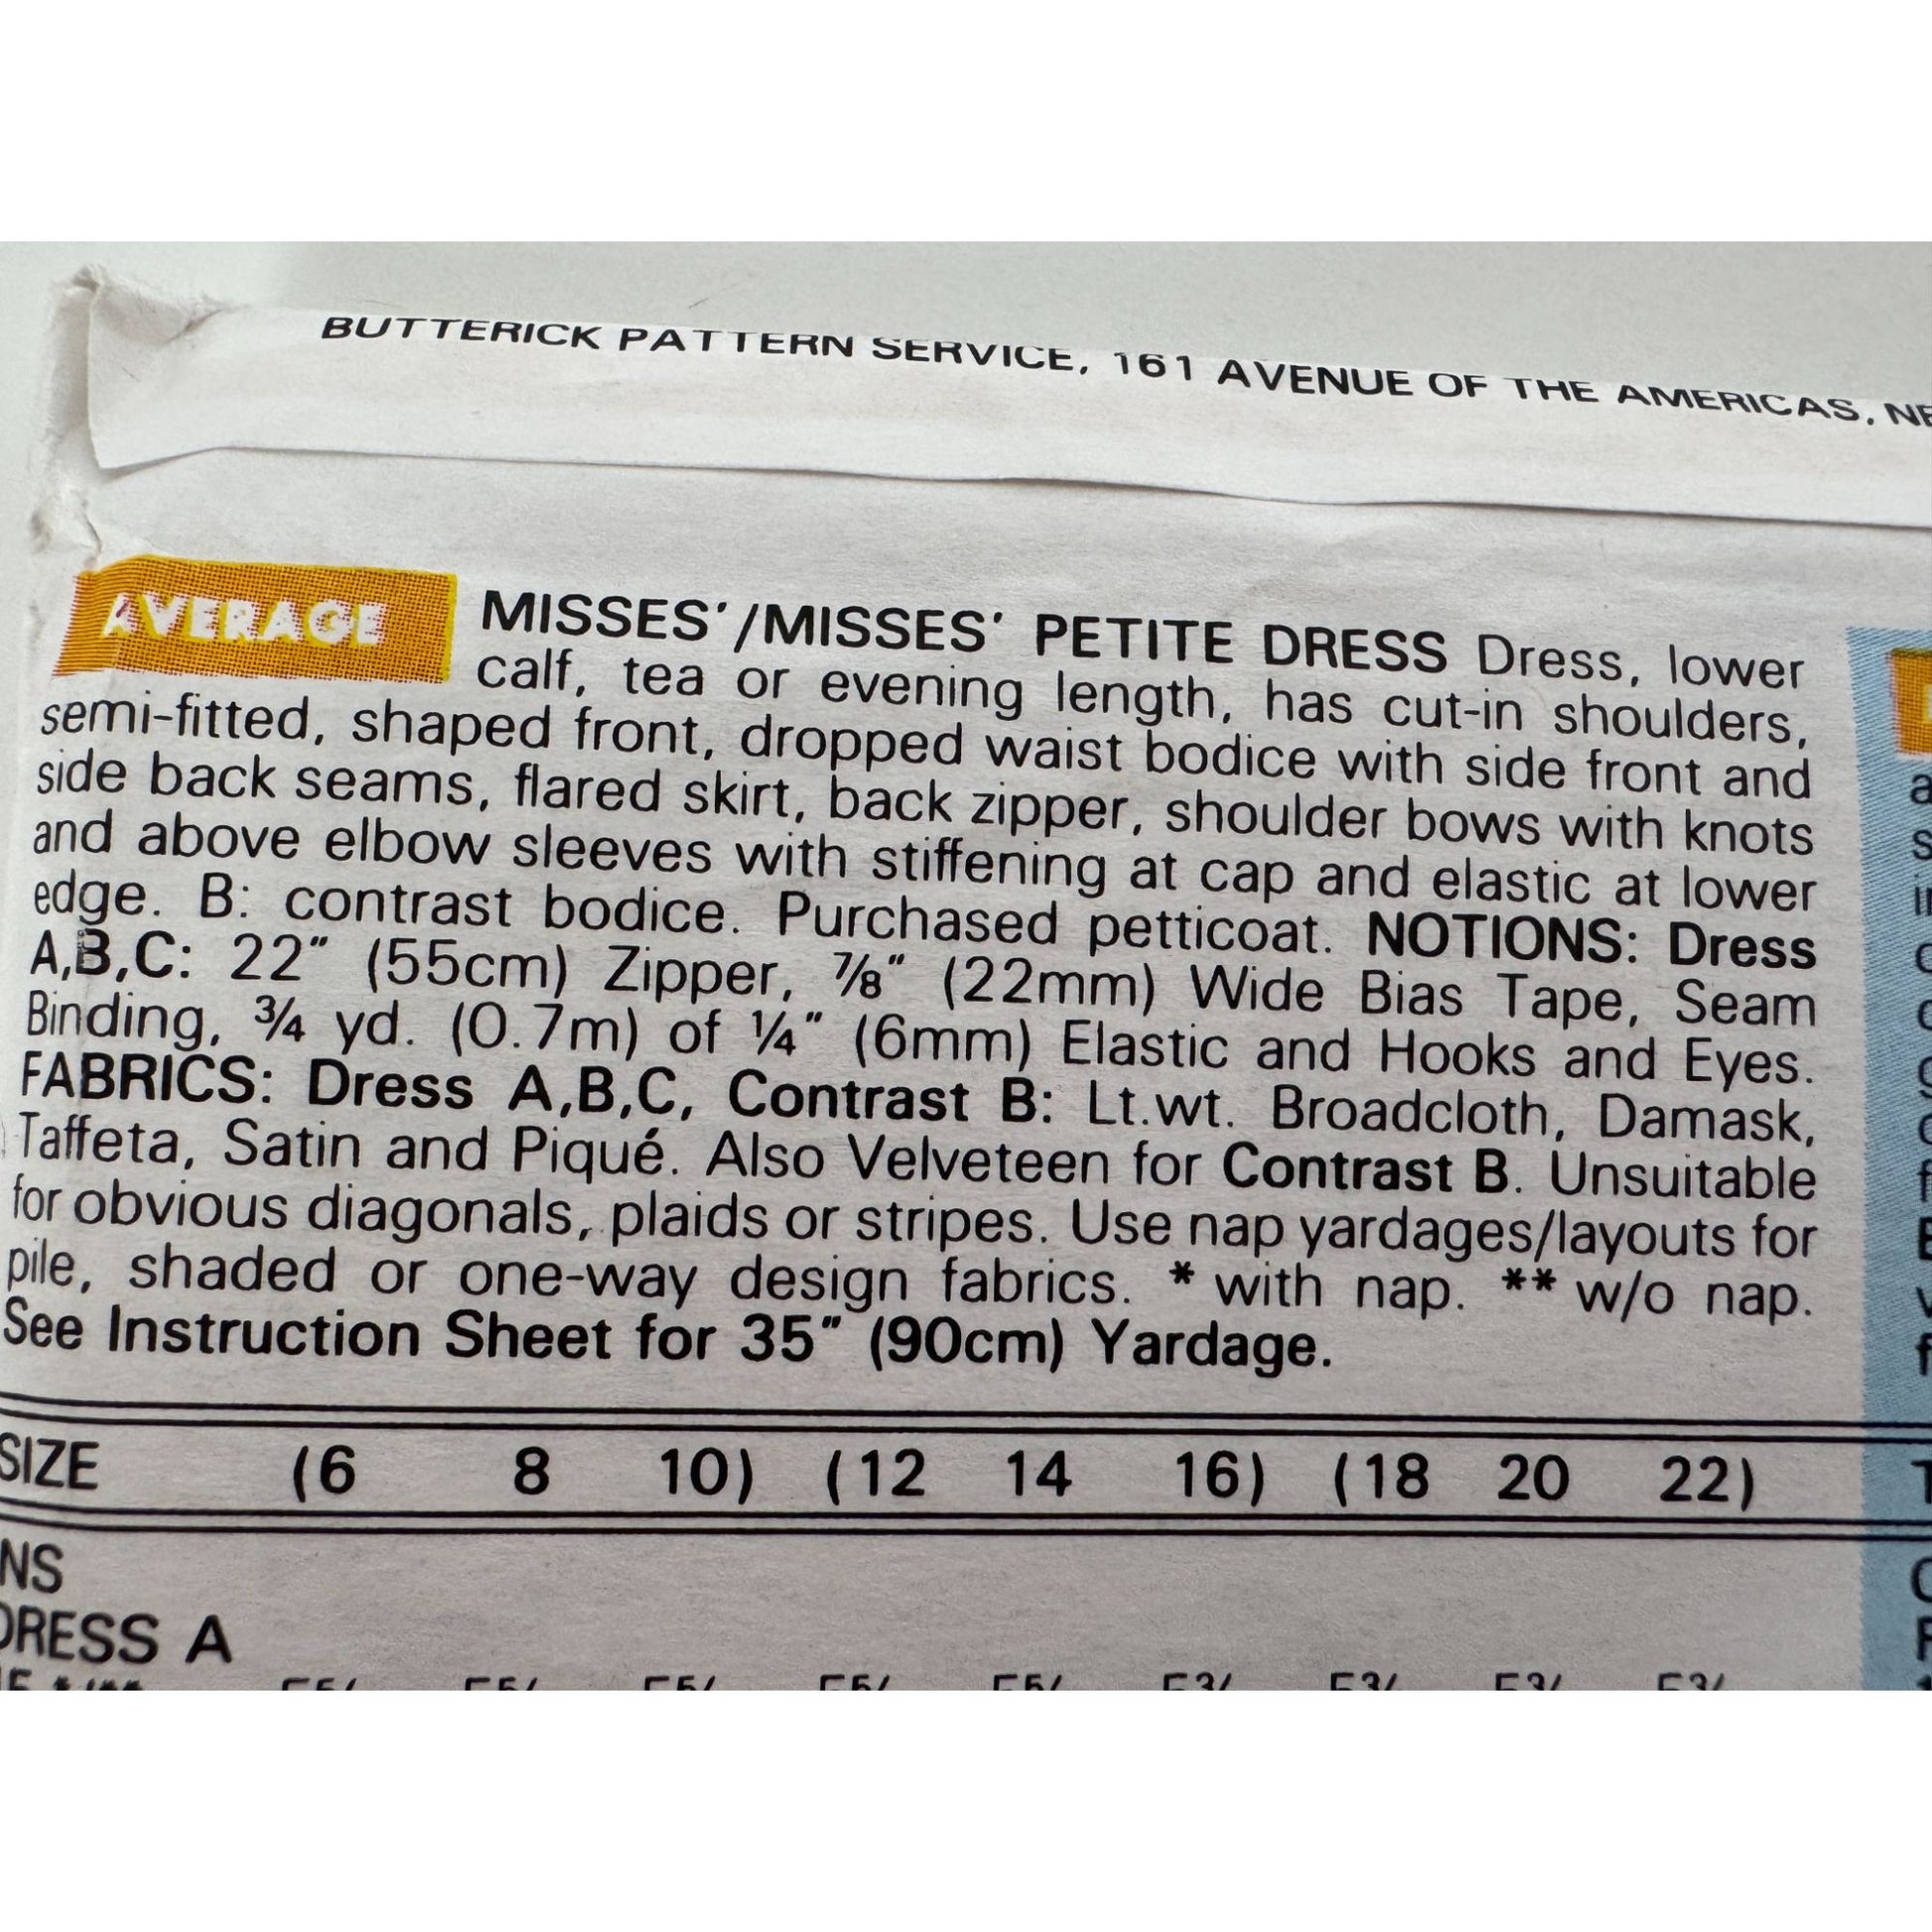 BUTTERICK PATTERN SERVICE, 161 AVENUE OF THE AMERICAS,
AVERAGE MISSES'/MISSES' PETITE DRESS Dress, lower
calf, tea or evening length, has cut-in shoulders,
semi-fitted, shaped front, dropped waist bodice with side front and
side back seams, flared skirt, back zipper, shoulder bows with knots
and above elbow sleeves with stiffening at cap and elastic at lower
edge. B: contrast bodice. Purchased petticoat. NOTIONS: Dress
A,B,C: 22" (55cm) Zipper, ⅞" (22mm) Wide Bias Tape, Seam
Binding, ¾ yd. (0.7m) of ¼" (6mm) Elastic and Hooks and Eyes.
FABRICS: Dress A,B,C, Contrast B: Lt.wt. Broadcloth, Damask,
Taffeta, Satin and Piqué. Also Velveteen for Contrast B. Unsuitable
for obvious diagonals, plaids or stripes. Use nap yardages/layouts for
pile, shaded or one-way design fabrics. * with nap. ** w/o nap.
See Instruction Sheet for 35" (90cm) Yardage.
SIZE (6 8 10) (12 14 16) (18 20 22)
DRESS A